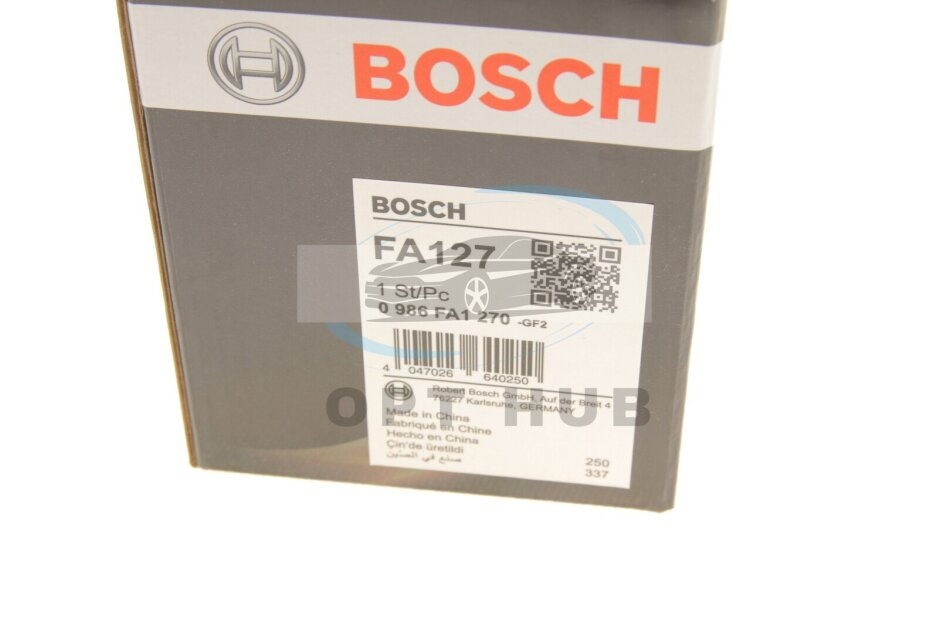 BOSCH
BOSCH
FA127
1 St/Pc
0 986 FA1 270 -GF2
4 047026 640250
Robert Bosch GmbH, Auf der Breit 4
76227 Karlsruhe, GERMANY
Made in China
Fabriqué en Chine
Hecho en China
Çin'de üretildi
صنع في الصين
250
337
OPT HUB